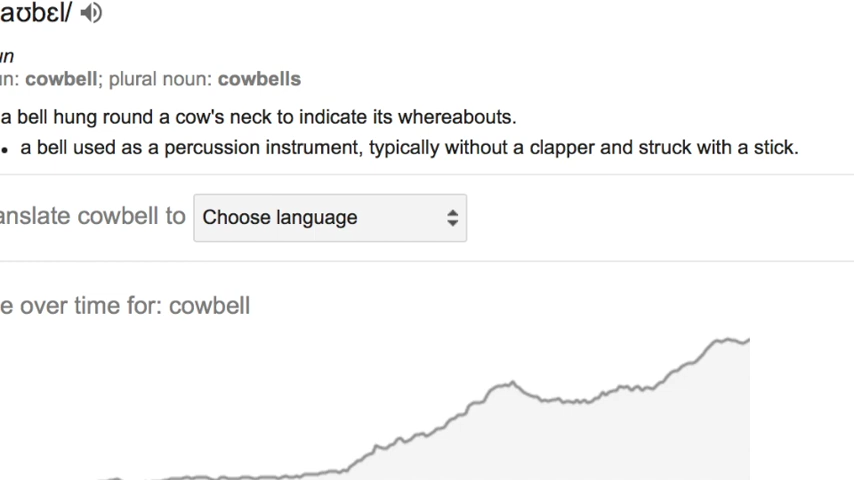 aʊbɛl/
un
un: cowbell; plural noun: cowbells
a bell hung round a cow's neck to indicate its whereabouts.
• a bell used as a percussion instrument, typically without a clapper and struck with a stick.
anslate cowbell to Choose language
e over time for: cowbell